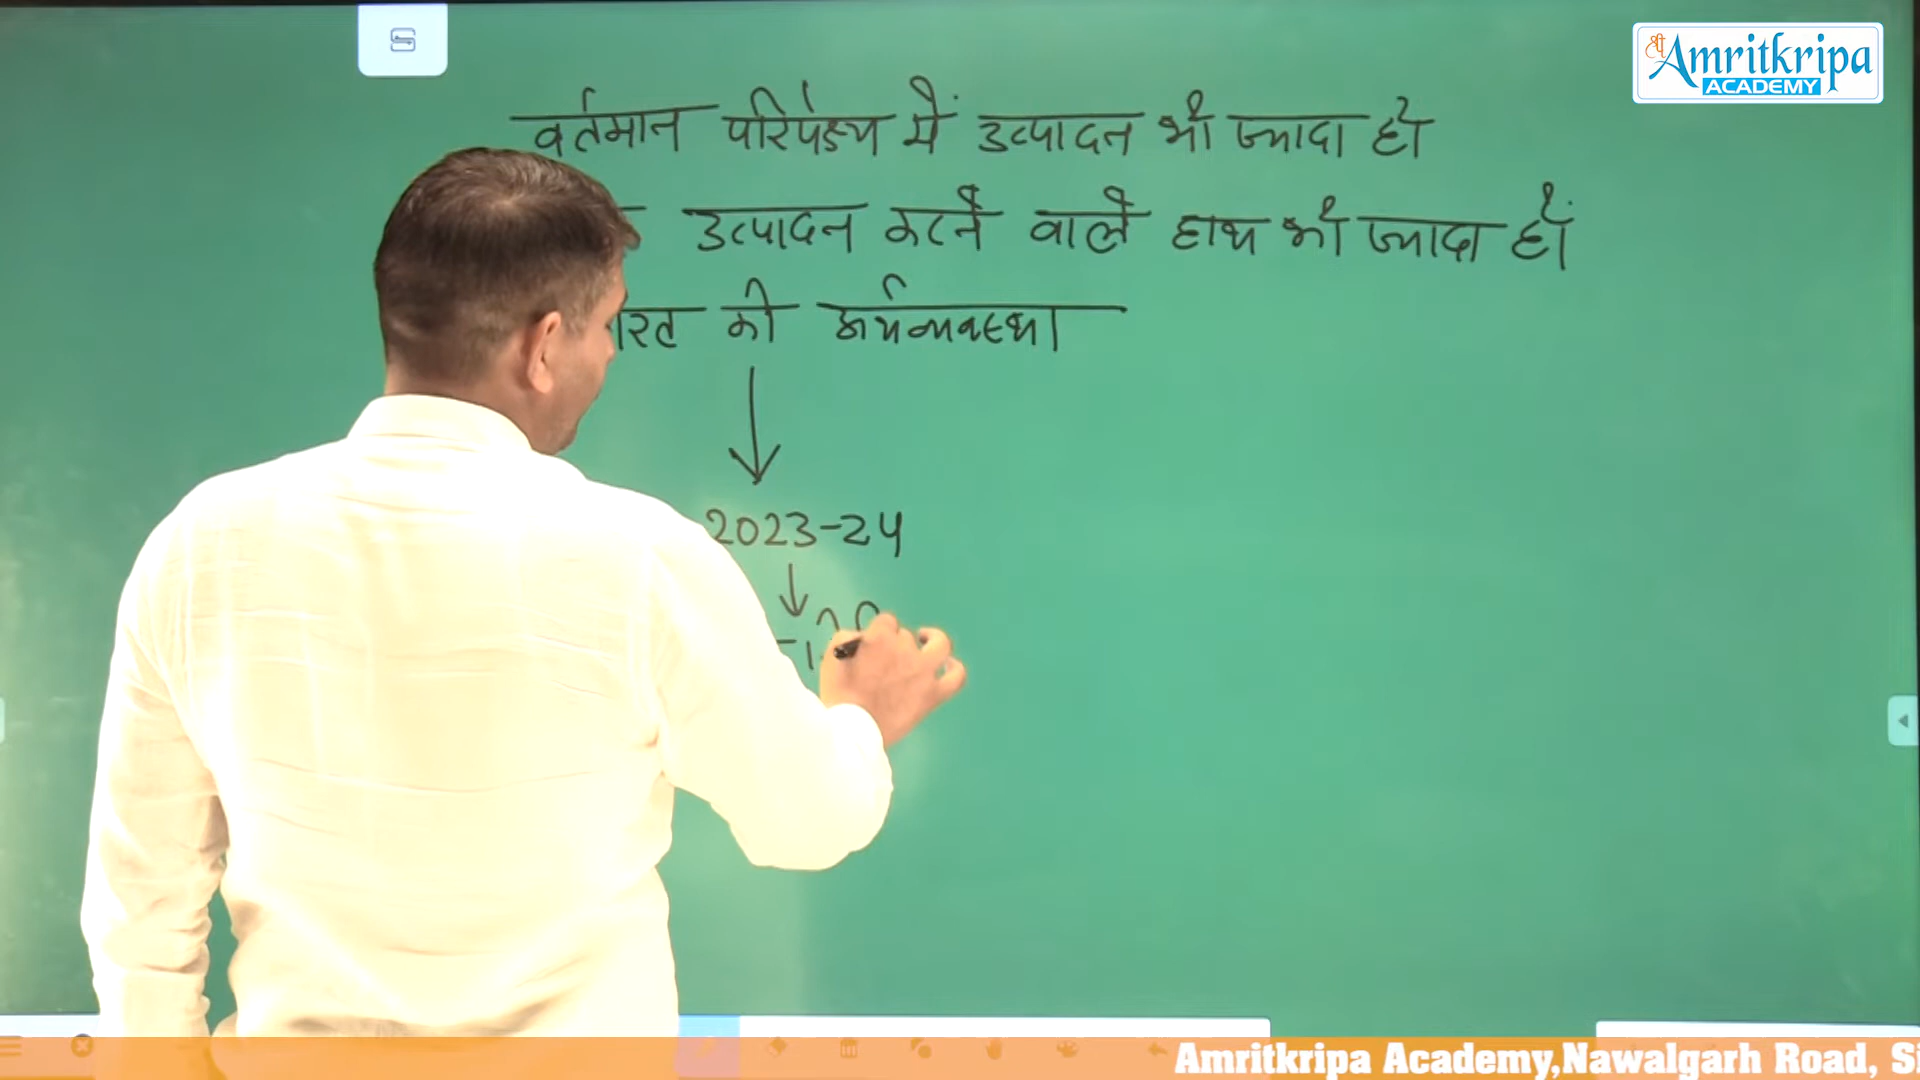 श्री Amritkripa
ACADEMY
वर्तमान परिपेक्ष्य में उत्पादन भी ज्यादा हो
उत्पादन करने वाले हाथ भी ज्यादा हों
की अर्थव्यवस्था
2023-24
Amritkripa Academy,Nawalgarh Road,